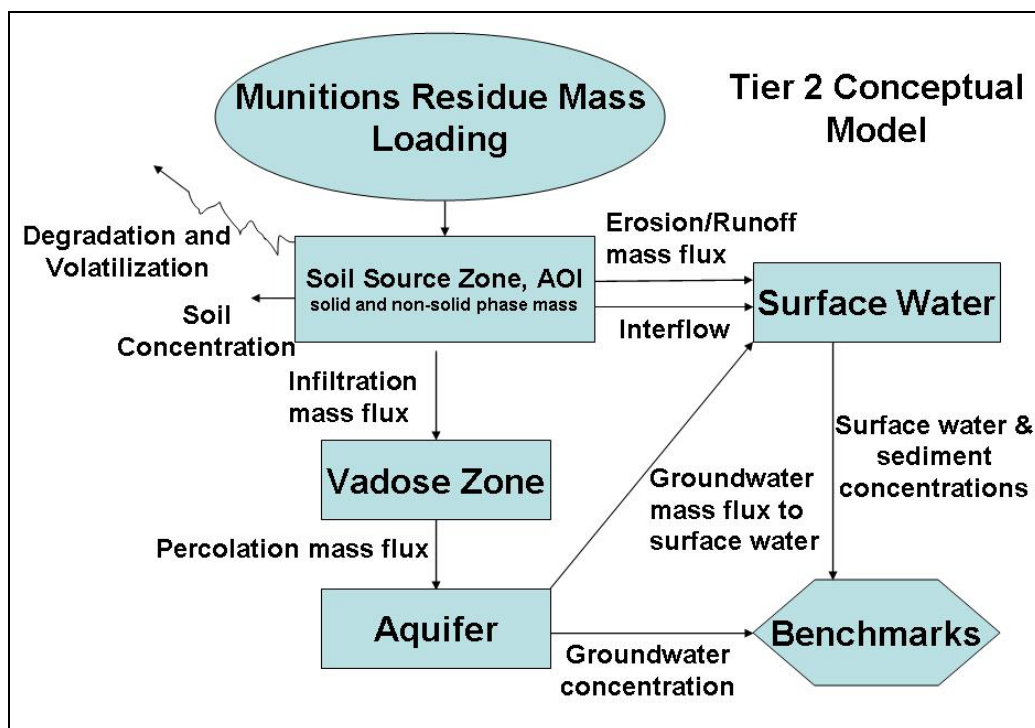 Munitions Residue Mass
Loading
Tier 2 Conceptual
Model
Degradation and
Volatilization
Erosion/Runoff
mass flux
Soil Source Zone, AOI
solid and non-solid phase mass
Surface Water
Soil
Concentration
Interflow
Infiltration
mass flux
Vadose Zone
Groundwater
mass flux to
surface water
Surface water &
sediment
concentrations
Percolation mass flux
Aquifer
Groundwater
concentration
Benchmarks